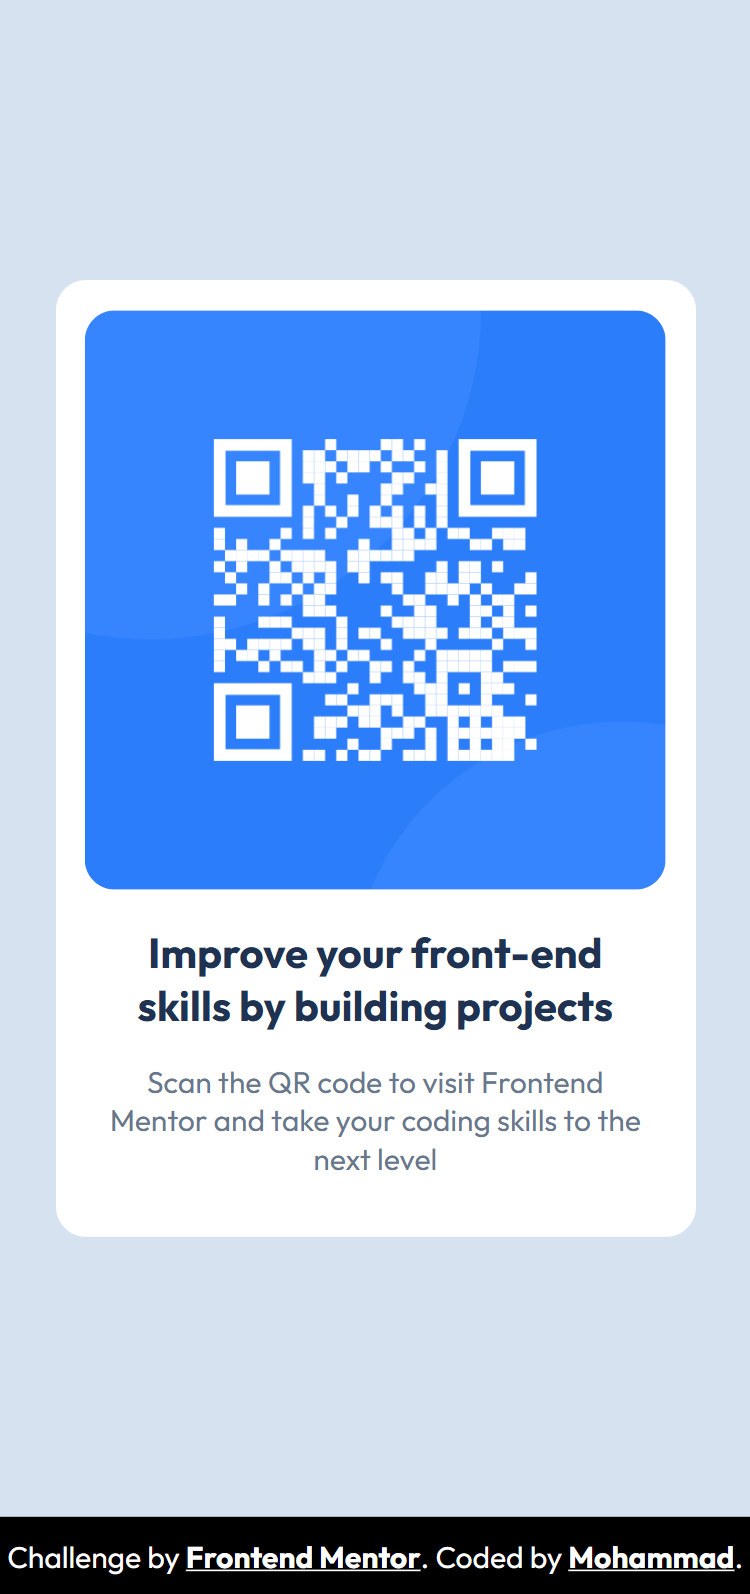 Improve your front-end
skills by building projects
Scan the QR code to visit Frontend
Mentor and take your coding skills to the
next level
Challenge by Frontend Mentor. Coded by Mohammad.